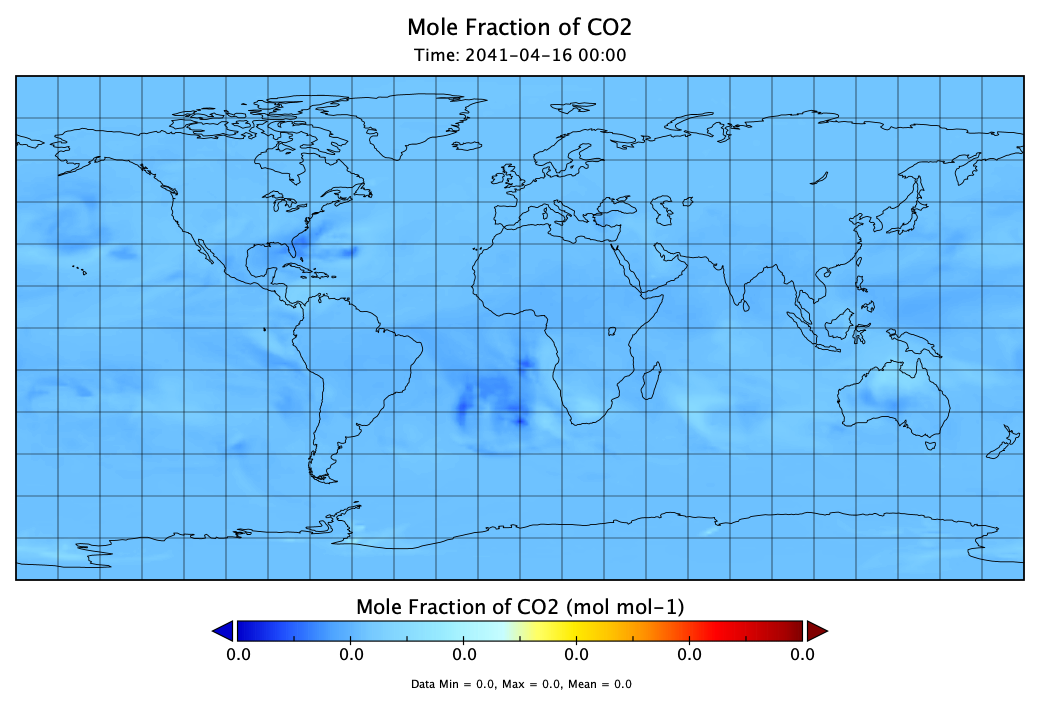 Mole Fraction of CO2
Time: 2041-04-16 00:00
Mole Fraction of CO2 (mol mol-1)
0.0 0.0 0.0 0.0 0.0 0.0
Data Min = 0.0, Max = 0.0, Mean = 0.0